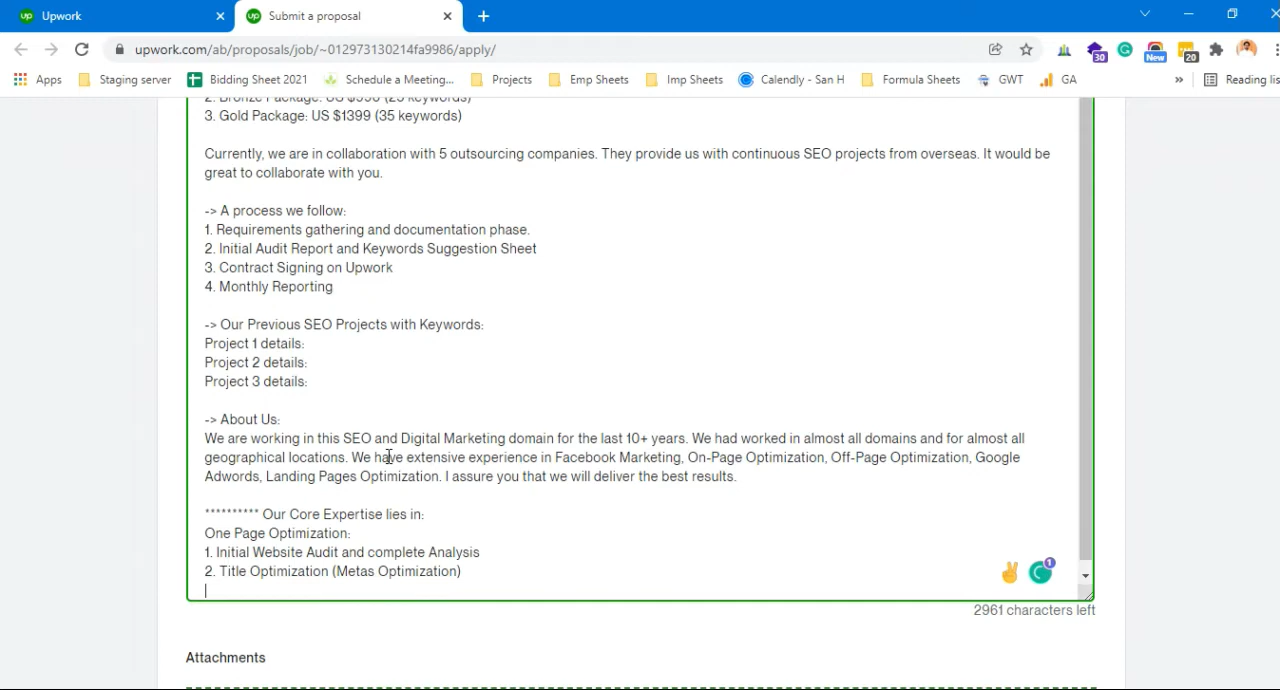 Upwork
Submit a proposal
upwork.com/ab/proposals/job/~012973130214fa9986/apply/
30
New
20
Apps
Staging server
Bidding Sheet 2021
Schedule a Meeting...
Projects
Emp Sheets
Imp Sheets
Calendly - San H
Formula Sheets
GWT
GA
»
Reading lis
3. Gold Package: US $1399 (35 keywords)
Currently, we are in collaboration with 5 outsourcing companies. They provide us with continuous SEO projects from overseas. It would be
great to collaborate with you.
-> A process we follow:
1. Requirements gathering and documentation phase.
2. Initial Audit Report and Keywords Suggestion Sheet
3. Contract Signing on Upwork
4. Monthly Reporting
-> Our Previous SEO Projects with Keywords:
Project 1 details:
Project 2 details:
Project 3 details:
-> About Us:
We are working in this SEO and Digital Marketing domain for the last 10+ years. We had worked in almost all domains and for almost all
geographical locations. We have extensive experience in Facebook Marketing, On-Page Optimization, Off-Page Optimization, Google
Adwords, Landing Pages Optimization. I assure you that we will deliver the best results.
********** Our Core Expertise lies in:
One Page Optimization:
1. Initial Website Audit and complete Analysis
2. Title Optimization (Metas Optimization)
1
2961 characters left
Attachments